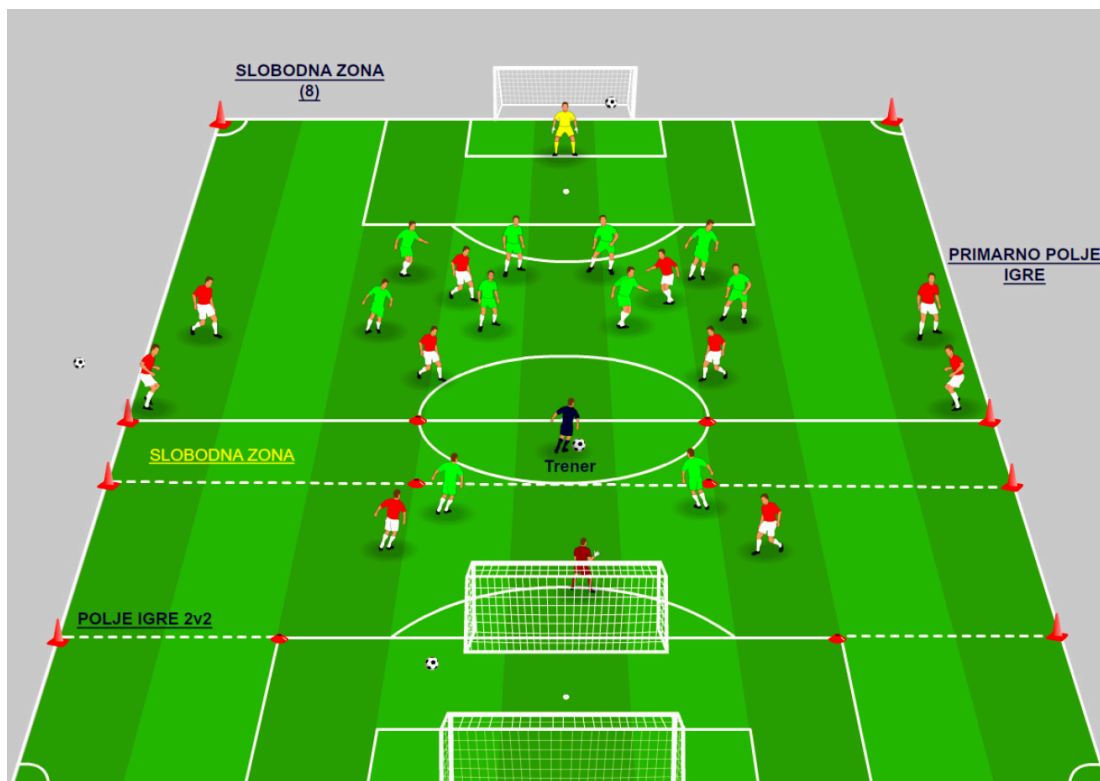 SLOBODNA ZONA
(8)
PRIMARNO POLJE
IGRE
Trener
SLOBODNA ZONA
POLJE IGRE 2v2